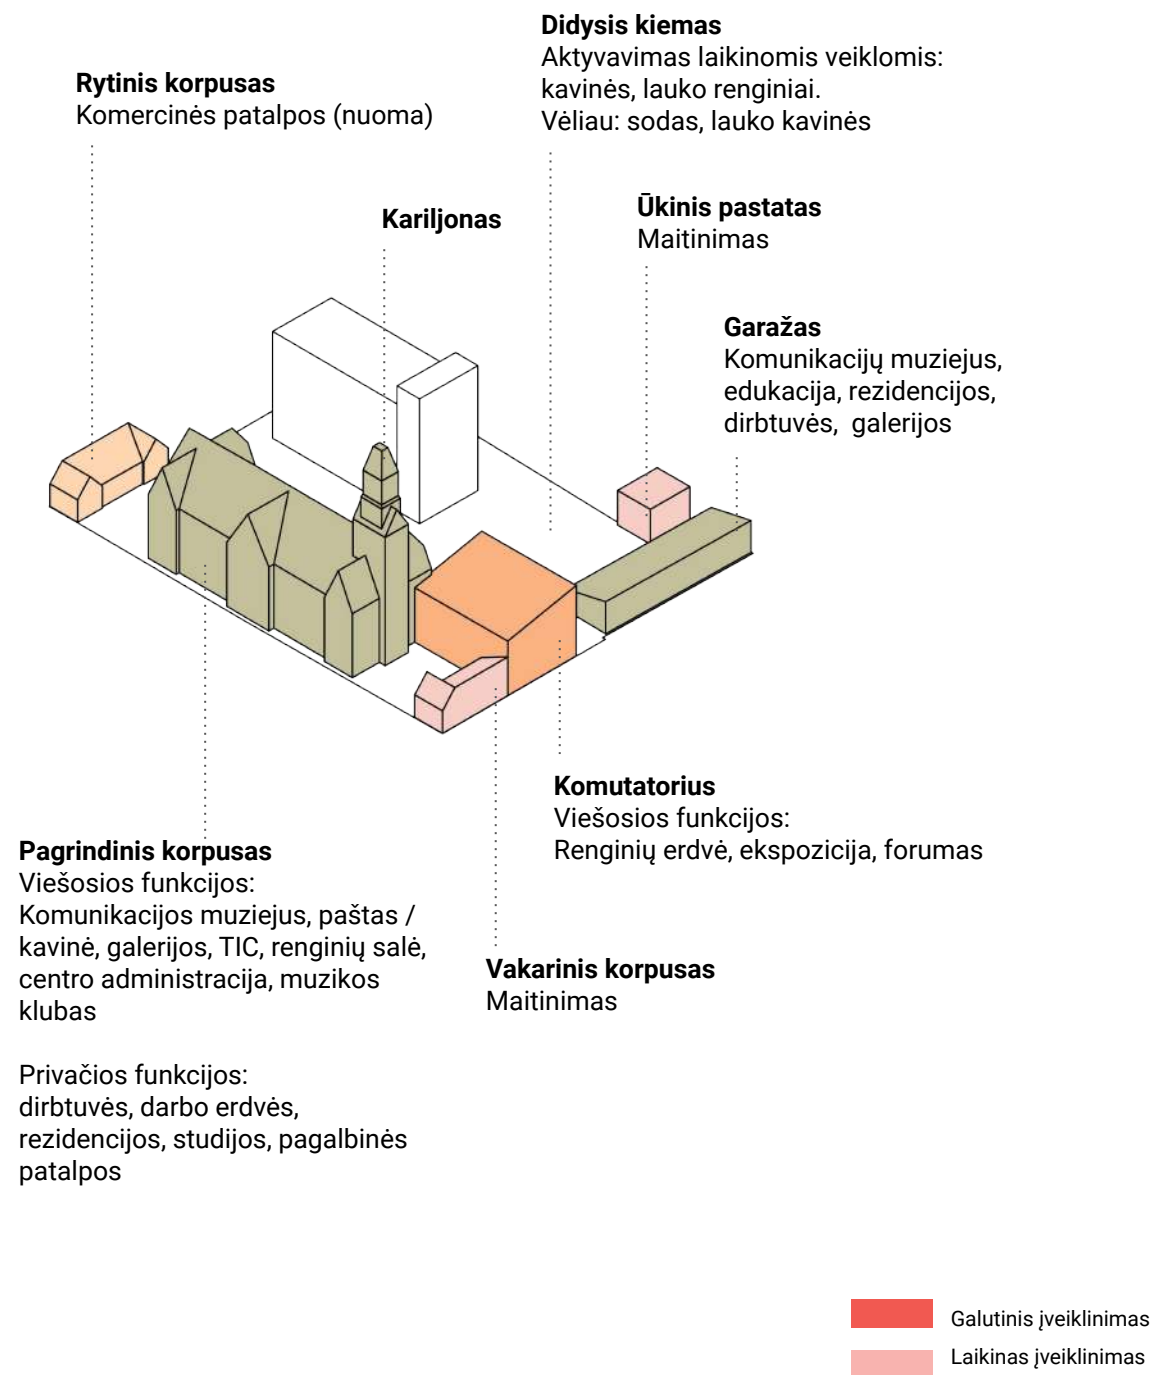 Didysis kiemas
Aktyvavimas laikinomis veiklomis:
kavinės, lauko renginiai.
Vėliau: sodas, lauko kavinės
Rytinis korpusas
Komercinės patalpos (nuoma)
Kariljonas
Ūkinis pastatas
Maitinimas
Garažas
Komunikacijų muziejus,
edukacija, rezidencijos,
dirbtuvės, galerijos
Komutatorius
Viešosios funkcijos:
Renginių erdvė, ekspozicija, forumas
Pagrindinis korpusas
Viešosios funkcijos:
Komunikacijos muziejus, paštas /
kavinė, galerijos, TIC, renginių salė,
centro administracija, muzikos
klubas
Privačios funkcijos:
dirbtuvės, darbo erdvės,
rezidencijos, studijos, pagalbinės
patalpos
Vakarinis korpusas
Maitinimas
Galutinis įveiklinimas
Laikinas įveiklinimas